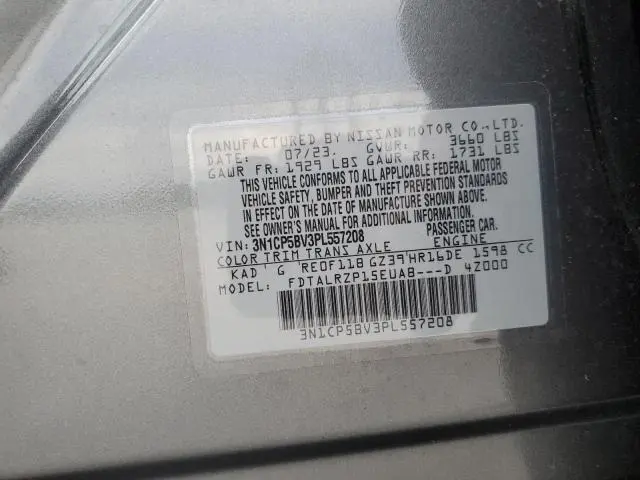 MANUFACTURED BY NISSAN MOTOR CO.,LTD.
DATE: 07/23. GVWR: 3660 LBS
GAWR FR: 1929 LBS GAWR RR: 1731 LBS
THIS VEHICLE CONFORMS TO ALL APPLICABLE FEDERAL MOTOR
VEHICLE SAFETY, BUMPER AND THEFT PREVENTION STANDARDS
IN EFFECT ON THE DATE OF MANUFACTURE SHOWN ABOVE.
SEE OWNER'S MANUAL FOR ADDITIONAL INFORMATION.
VIN: 3N1CP5BV3PL557208 PASSENGER CAR.
COLOR TRIM TRANS AXLE ENGINE
KAD G RE0F11B GZ39 HR16DE 1598 CC
MODEL: FDTALRZP15EUA8---D 4Z000
3N1CP5BV3PL557208